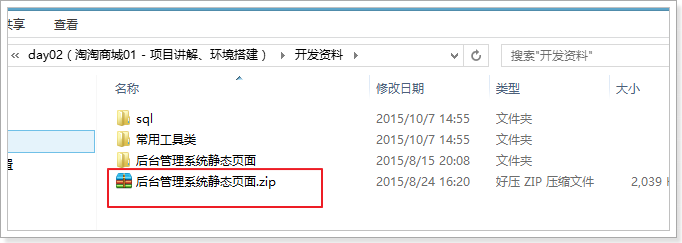 共享 查看
« day02（淘淘商城01 - 项目讲解、环境搭建） 开发资料 搜索"开发资料"
名称 修改日期 类型 大小
sql 2015/10/7 14:55 文件夹
常用工具类 2015/10/7 14:55 文件夹
后台管理系统静态页面 2015/8/15 20:08 文件夹
后台管理系统静态页面.zip 2015/8/24 16:20 好压 ZIP 压缩文件 2,039 K